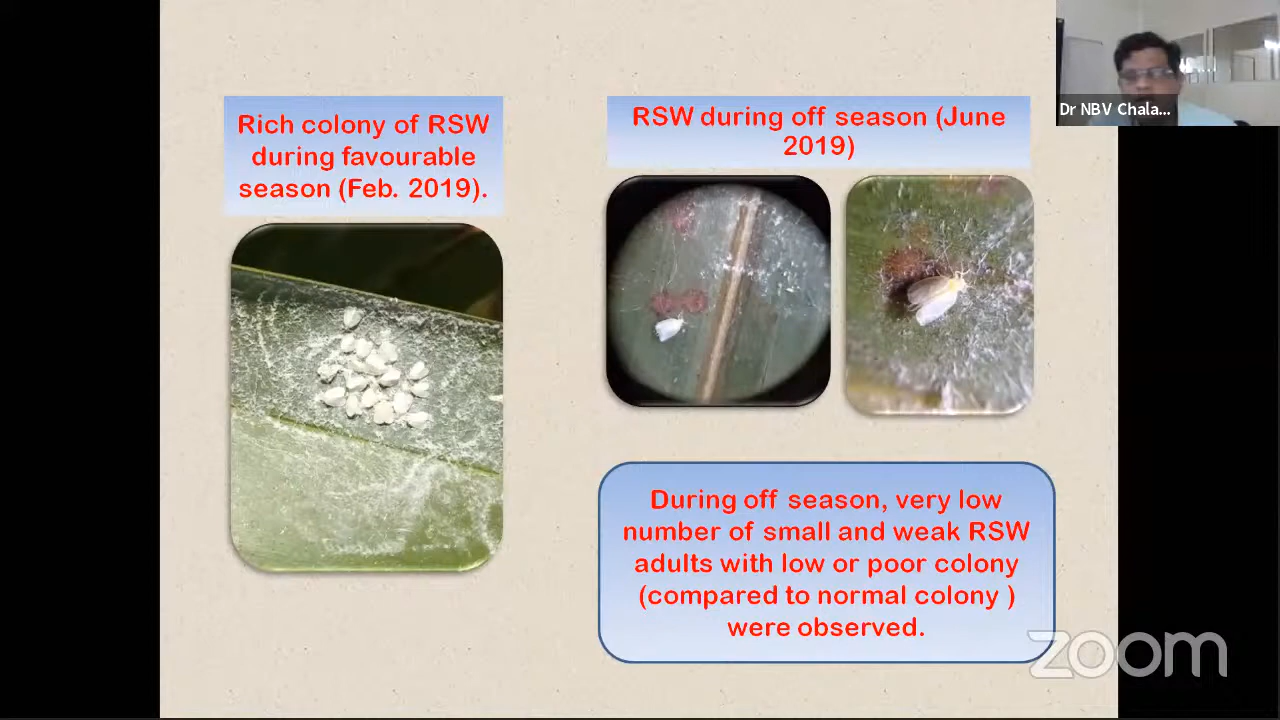 Rich colony of RSW
during favourable
season (Feb. 2019).
RSW during off season (June
2019)
Dr NBV Chala...
During off season, very low
number of small and weak RSW
adults with low or poor colony
(compared to normal colony )
were observed.
zoom